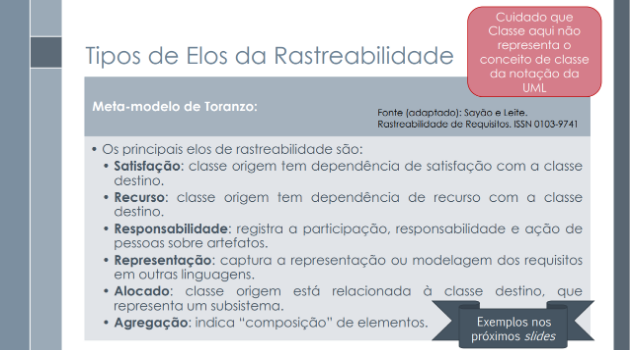 Cuidado que
Classe aqui não
representa o
conceito de classe
da notação da
UML
Tipos de Elos da Rastreabilidade
Meta-modelo de Toranzo:
Fonte (adaptado): Sayão e Leite.
Rastreabilidade de Requisitos. ISSN 0103-9741
• Os principais elos de rastreabilidade são:
• Satisfação: classe origem tem dependência de satisfação com a classe
destino.
• Recurso: classe origem tem dependência de recurso com a classe
destino.
• Responsabilidade: registra a participação, responsabilidade e ação de
pessoas sobre artefatos.
• Representação: captura a representação ou modelagem dos requisitos
em outras linguagens.
• Alocado: classe origem está relacionada à classe destino, que
representa um subsistema.
• Agregação: indica “composição” de elementos.
Exemplos nos
próximos slides